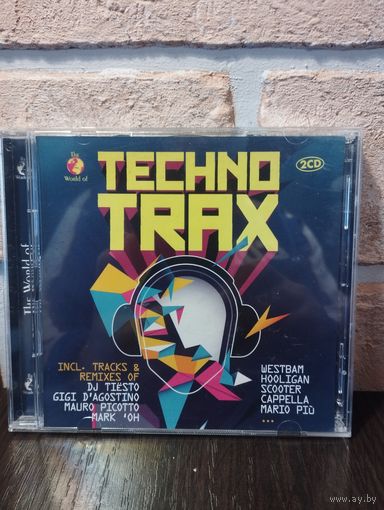 The
World of
TECHNO
TRAX
2CD
INCL. TRACKS &
REMIXES OF
DJ TIËSTO
GIGI D'AGOSTINO
MAURO PICOTTO
MARK 'OH
WESTBAM
HOOLIGAN
SCOOTER
CAPPELLA
MARIO PIÙ
...
The World of
www.ay.by